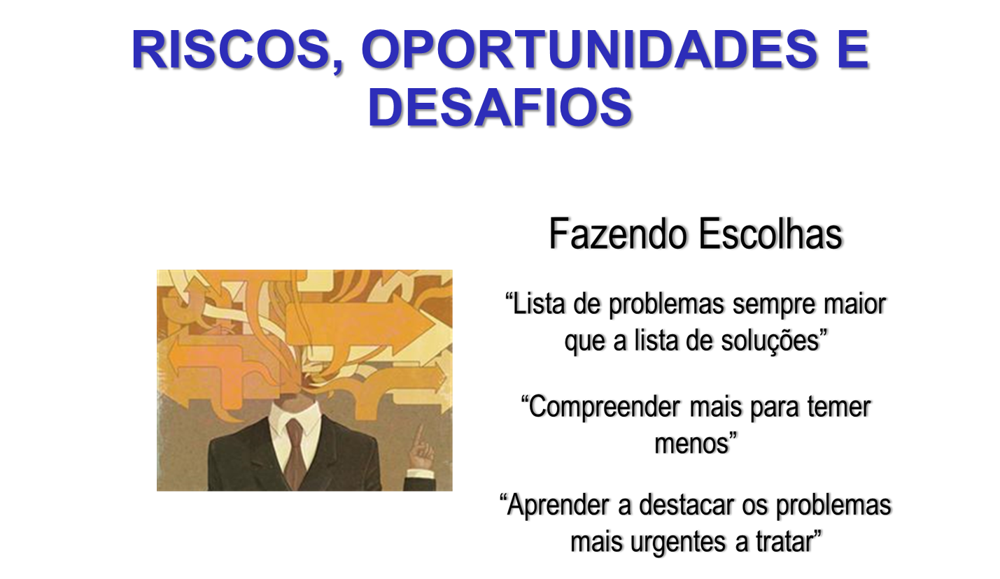 RISCOS, OPORTUNIDADES E
DESAFIOS
Fazendo Escolhas
“Lista de problemas sempre maior
que a lista de soluções”
“Compreender mais para temer
menos”
“Aprender a destacar os problemas
mais urgentes a tratar”